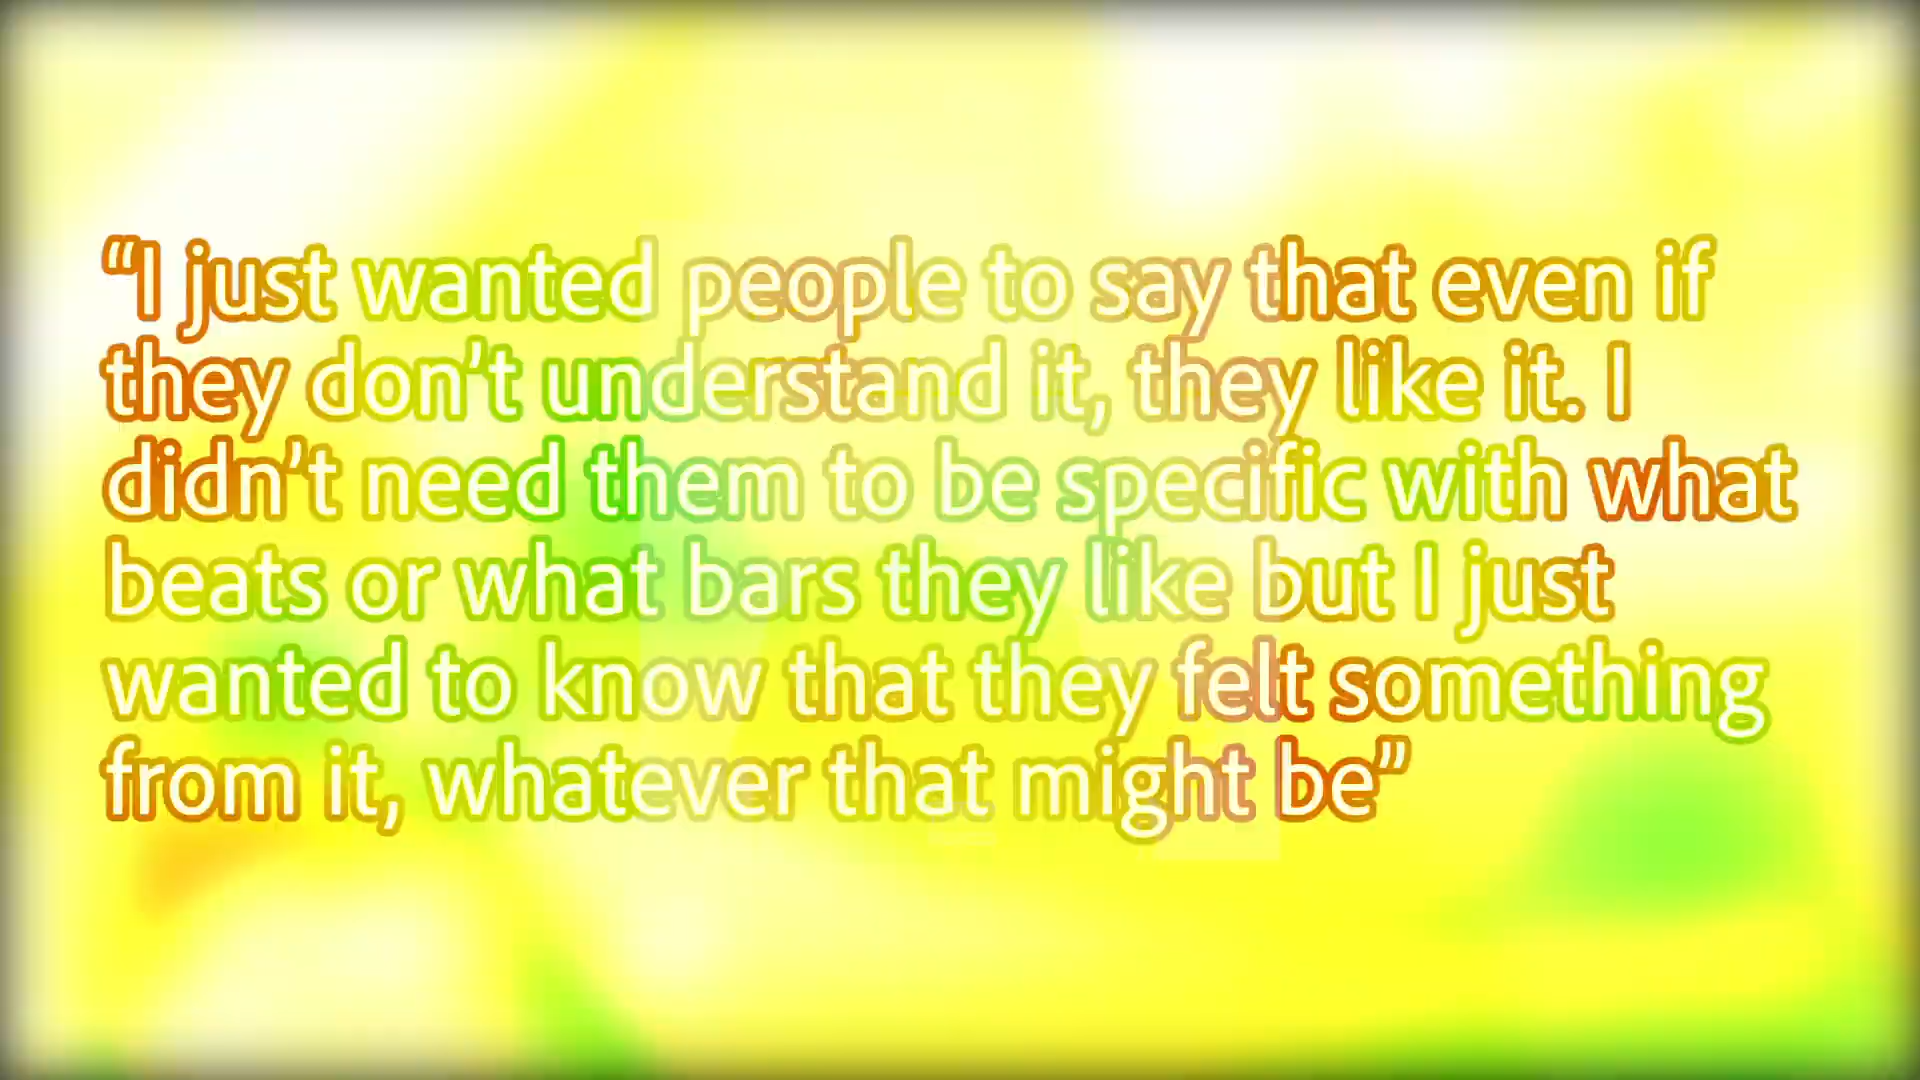 “I just wanted people to say that even if
they don’t understand it, they like it. I
didn’t need them to be specific with what
beats or what bars they like but I just
wanted to know that they felt something
from it, whatever that might be”